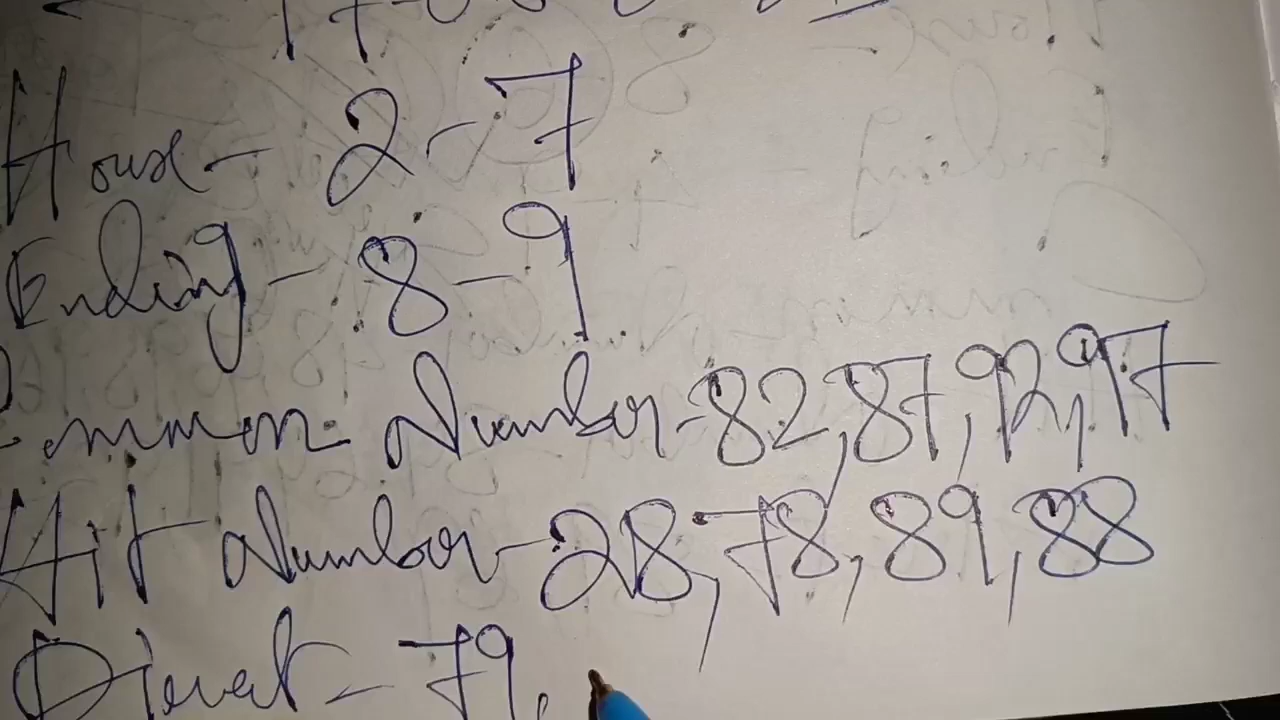 House - 2 - 7
Ending - 8 - 9
Common Number - 82, 87, 92, 97
Hit Number - 28, 78, 89, 88
Direct - 79,